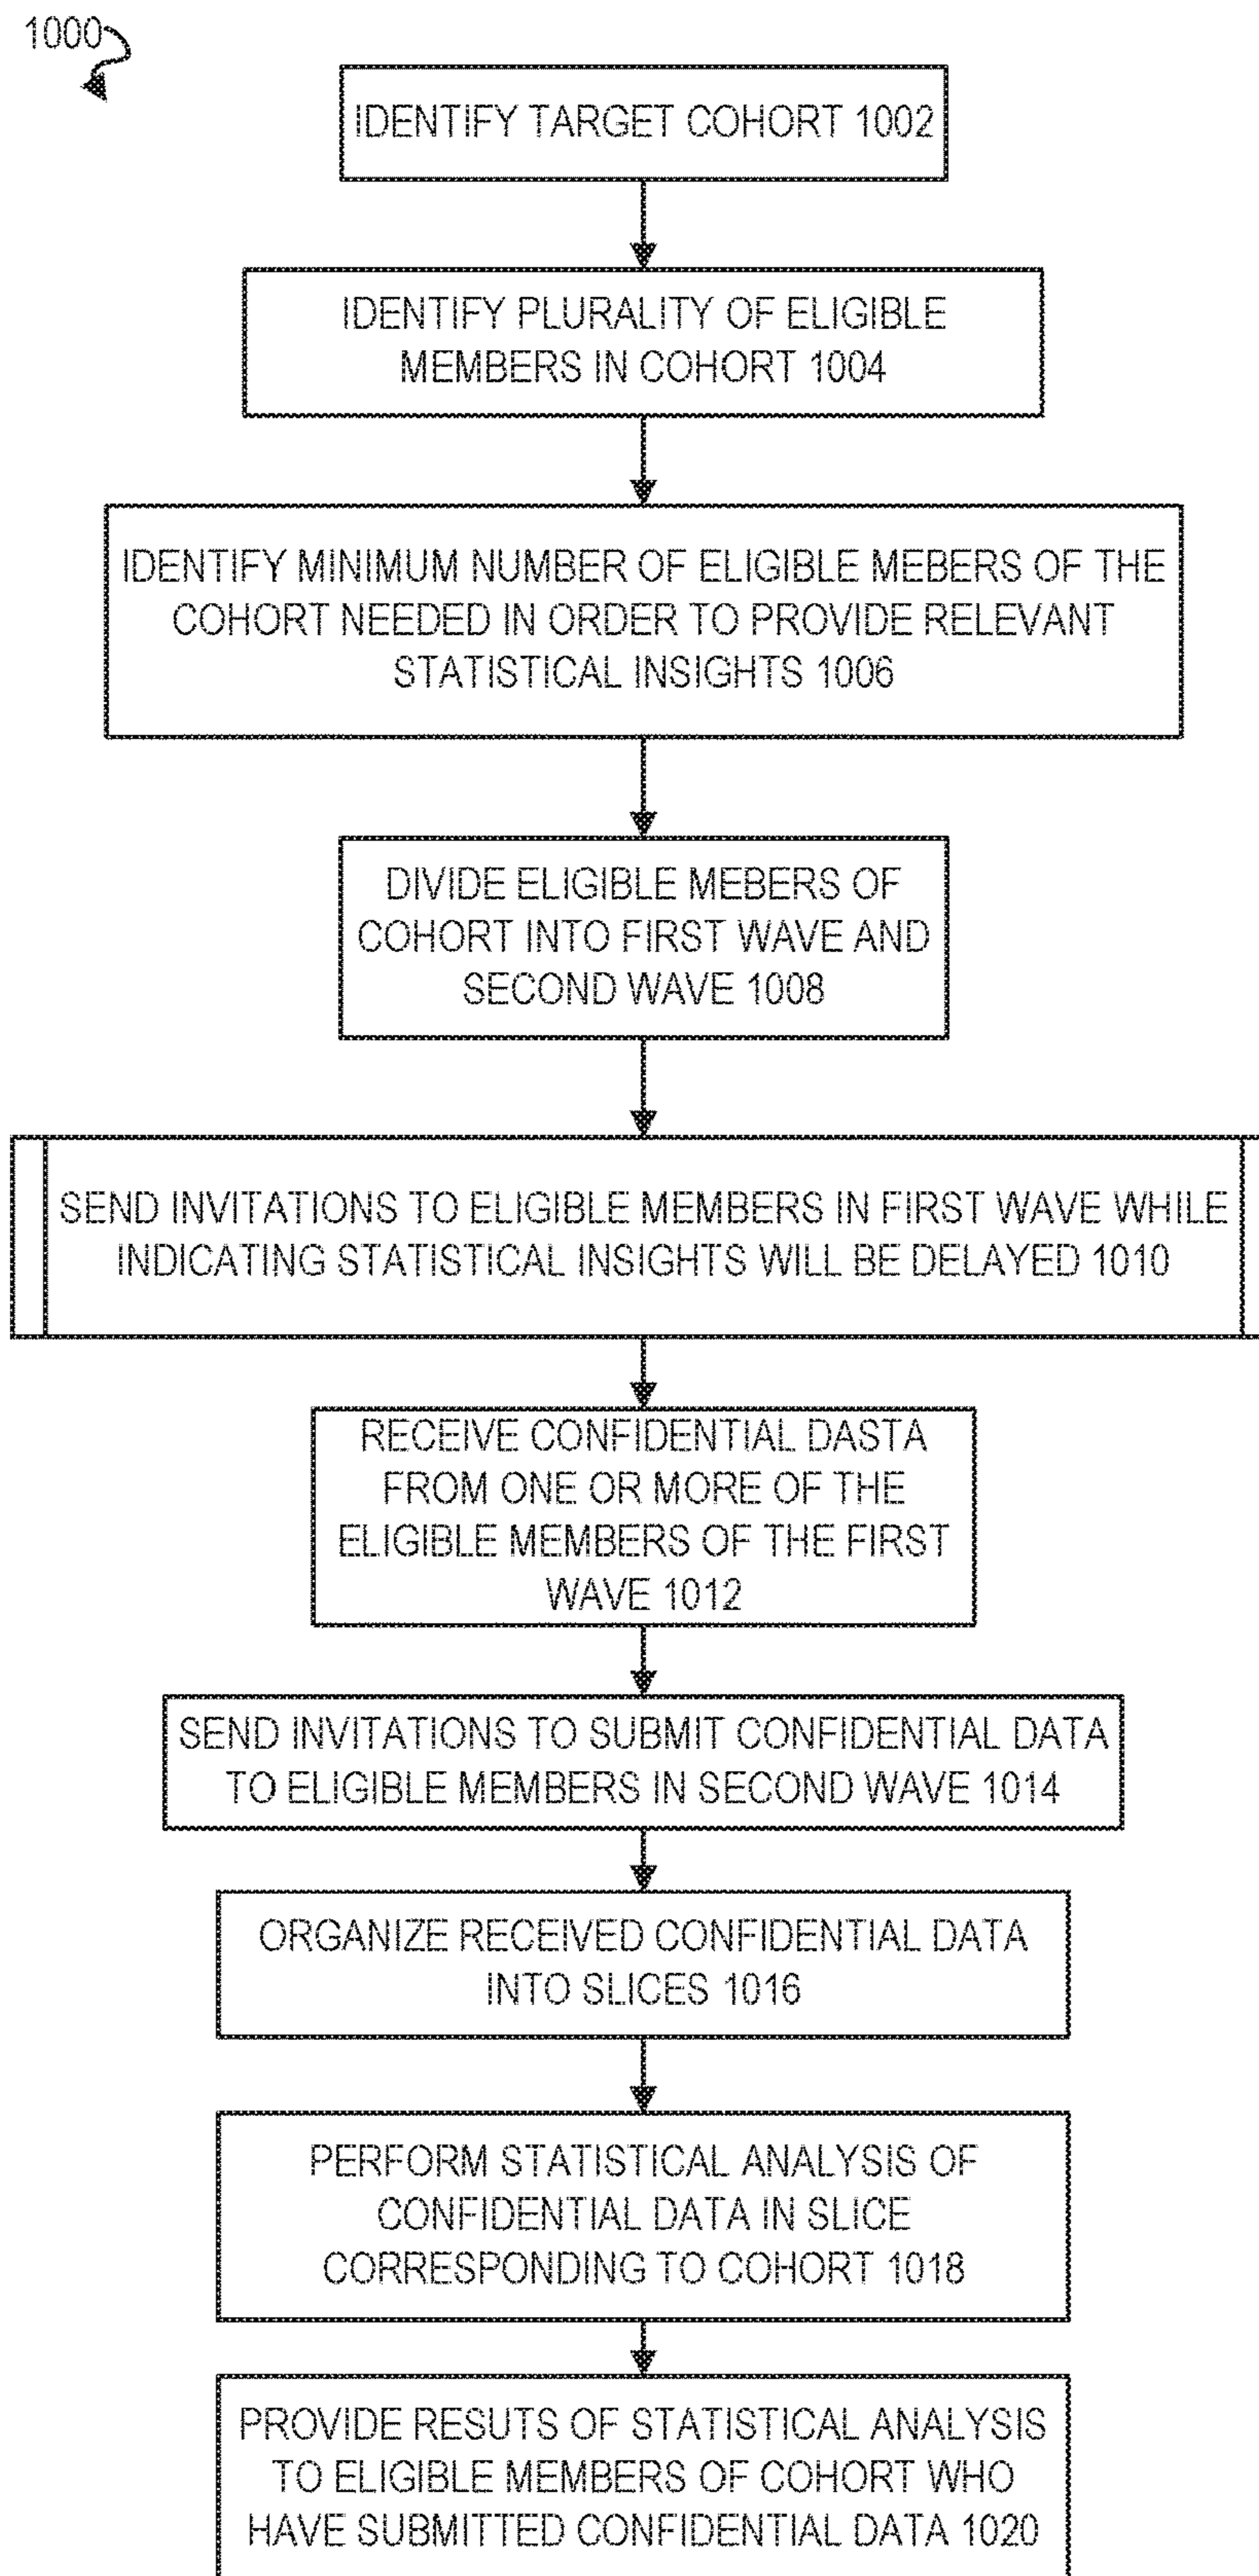 1000
IDENTIFY TARGET COHORT 1002
IDENTIFY PLURALITY OF ELIGIBLE
MEMBERS IN COHORT 1004
IDENTIFY MINIMUM NUMBER OF ELIGIBLE MEBERS OF THE
COHORT NEEDED IN ORDER TO PROVIDE RELEVANT
STATISTICAL INSIGHTS 1006
DIVIDE ELIGIBLE MEBERS OF
COHORT INTO FIRST WAVE AND
SECOND WAVE 1008
SEND INVITATIONS TO ELIGIBLE MEMBERS IN FIRST WAVE WHILE
INDICATING STATISTICAL INSIGHTS WILL BE DELAYED 1010
RECEIVE CONFIDENTIAL DASTA
FROM ONE OR MORE OF THE
ELIGIBLE MEMBERS OF THE FIRST
WAVE 1012
SEND INVITATIONS TO SUBMIT CONFIDENTIAL DATA
TO ELIGIBLE MEMBERS IN SECOND WAVE 1014
ORGANIZE RECEIVED CONFIDENTIAL DATA
INTO SLICES 1016
PERFORM STATISTICAL ANALYSIS OF
CONFIDENTIAL DATA IN SLICE
CORRESPONDING TO COHORT 1018
PROVIDE RESUTS OF STATISTICAL ANALYSIS
TO ELIGIBLE MEMBERS OF COHORT WHO
HAVE SUBMITTED CONFIDENTIAL DATA 1020